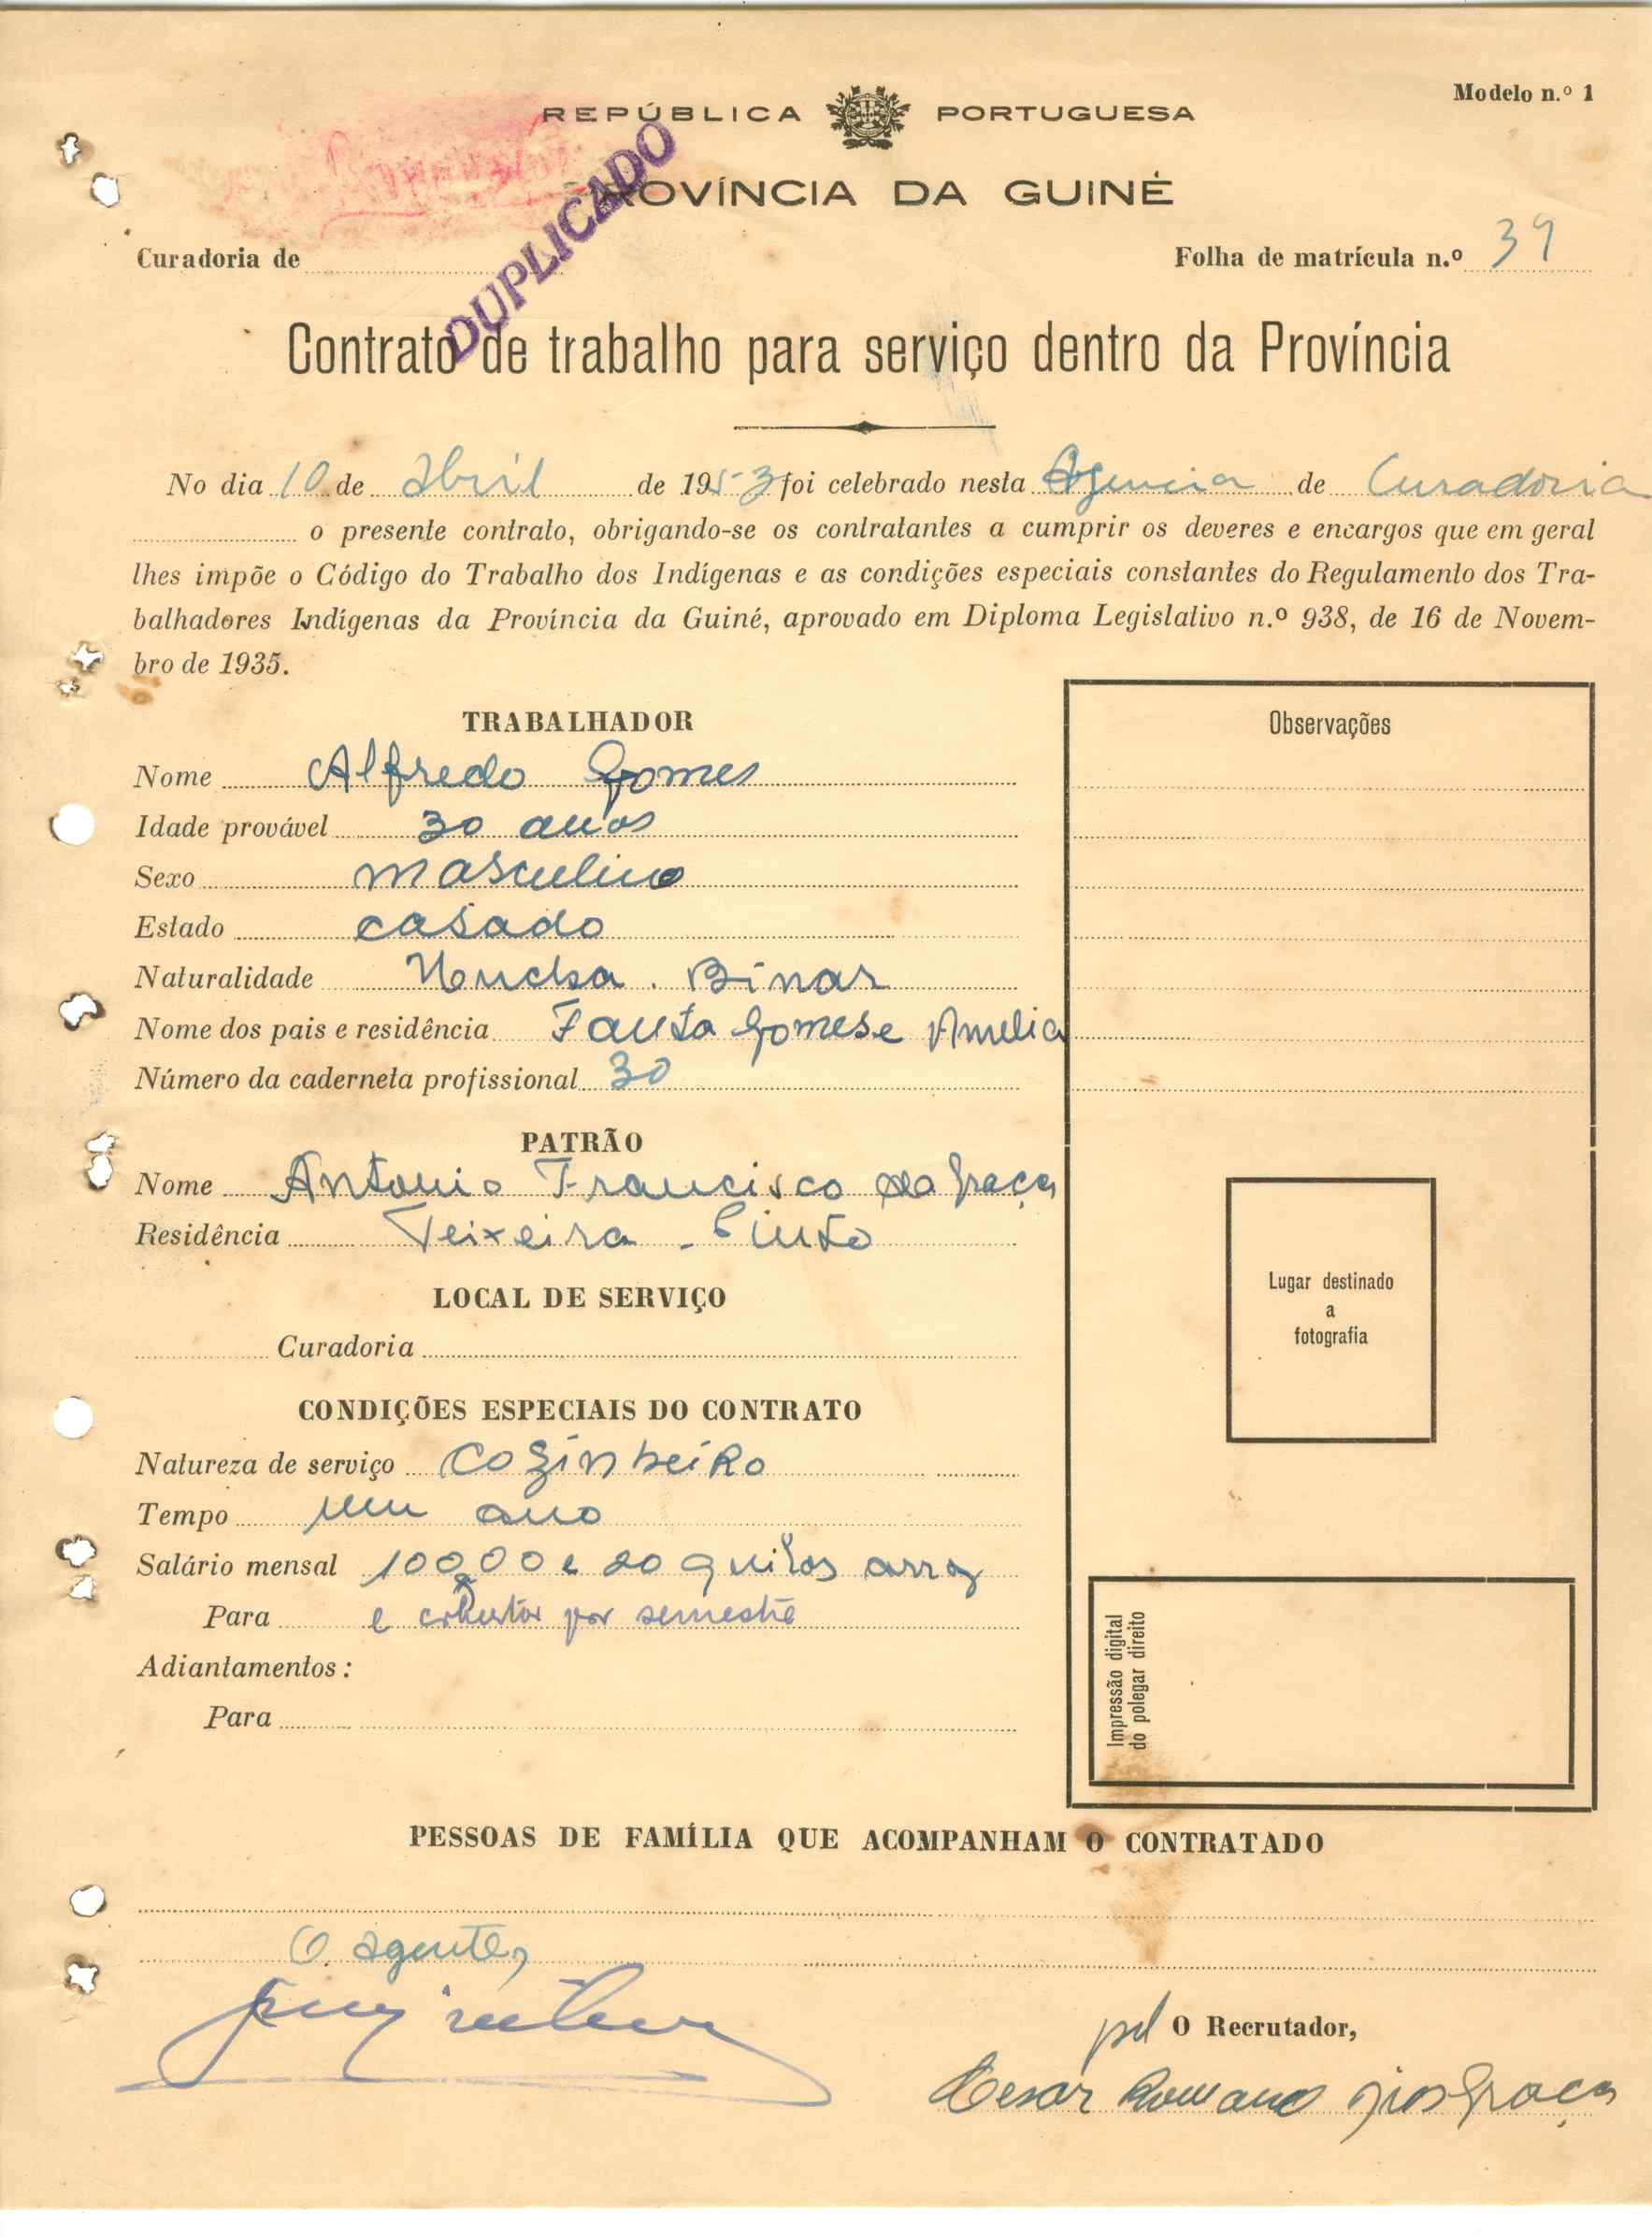 Modelo n.º 1
REPÚBLICA PORTUGUESA
PROVÍNCIA DA GUINÉ
DUPLICADO
Curadoria de
Folha de matrícula n.º 39
Contrato de trabalho para serviço dentro da Província
No dia 10 de Abril de 1953 foi celebrado nesta Agencia de Curadoria
o presente contrato, obrigando-se os contratantes a cumprir os deveres e encargos que em geral
lhes impõe o Código do Trabalho dos Indígenas e as condições especiais constantes do Regulamento dos Tra-
balhadores Indígenas da Província da Guiné, aprovado em Diploma Legislativo n.º 938, de 16 de Novem-
bro de 1935.
TRABALHADOR
Nome Alfredo Gomes
Idade provável 30 anos
Sexo masculino
Estado casado
Naturalidade Binar
Nome dos pais e residência Gomes e Amelia
Número da caderneta profissional 30
PATRÃO
Nome Antonio Francisco da Graça
Residência Teixeira - Pinto
LOCAL DE SERVIÇO
Curadoria
CONDIÇÕES ESPECIAIS DO CONTRATO
Natureza de serviço Cozinheiro
Tempo um ano
Salário mensal 100$00 e 20 quilos arroz
Para e por semestre
Adiantamentos:
Para
Observações
Lugar destinado
a
fotografia
Impressão digital
do polegar direito
PESSOAS DE FAMÍLIA QUE ACOMPANHAM O CONTRATADO
O agente,
pel O Recrutador,
Cesar Romano Graça